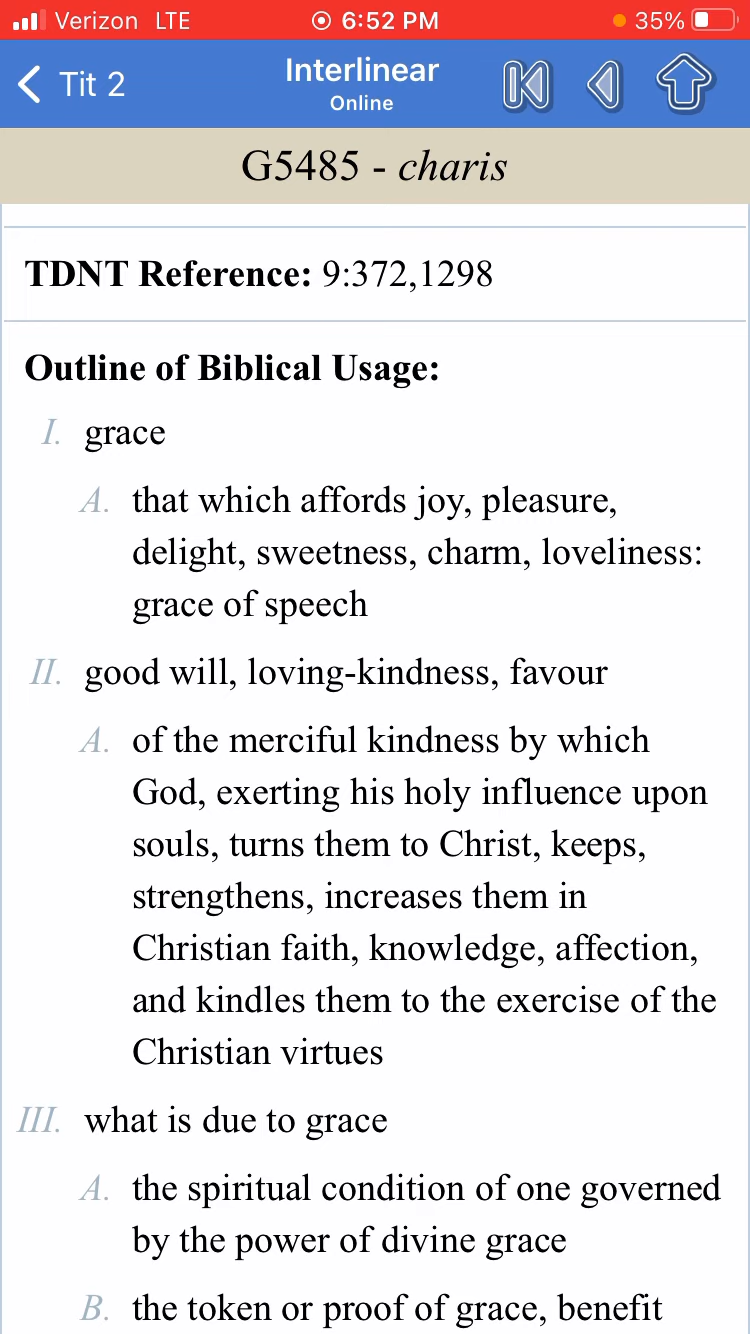 Verizon LTE 6:52 PM 35%
Tit 2 Interlinear
Online
G5485 - charis
TDNT Reference: 9:372,1298
Outline of Biblical Usage:
I. grace
A. that which affords joy, pleasure,
delight, sweetness, charm, loveliness:
grace of speech
II. good will, loving-kindness, favour
A. of the merciful kindness by which
God, exerting his holy influence upon
souls, turns them to Christ, keeps,
strengthens, increases them in
Christian faith, knowledge, affection,
and kindles them to the exercise of the
Christian virtues
III. what is due to grace
A. the spiritual condition of one governed
by the power of divine grace
B. the token or proof of grace, benefit